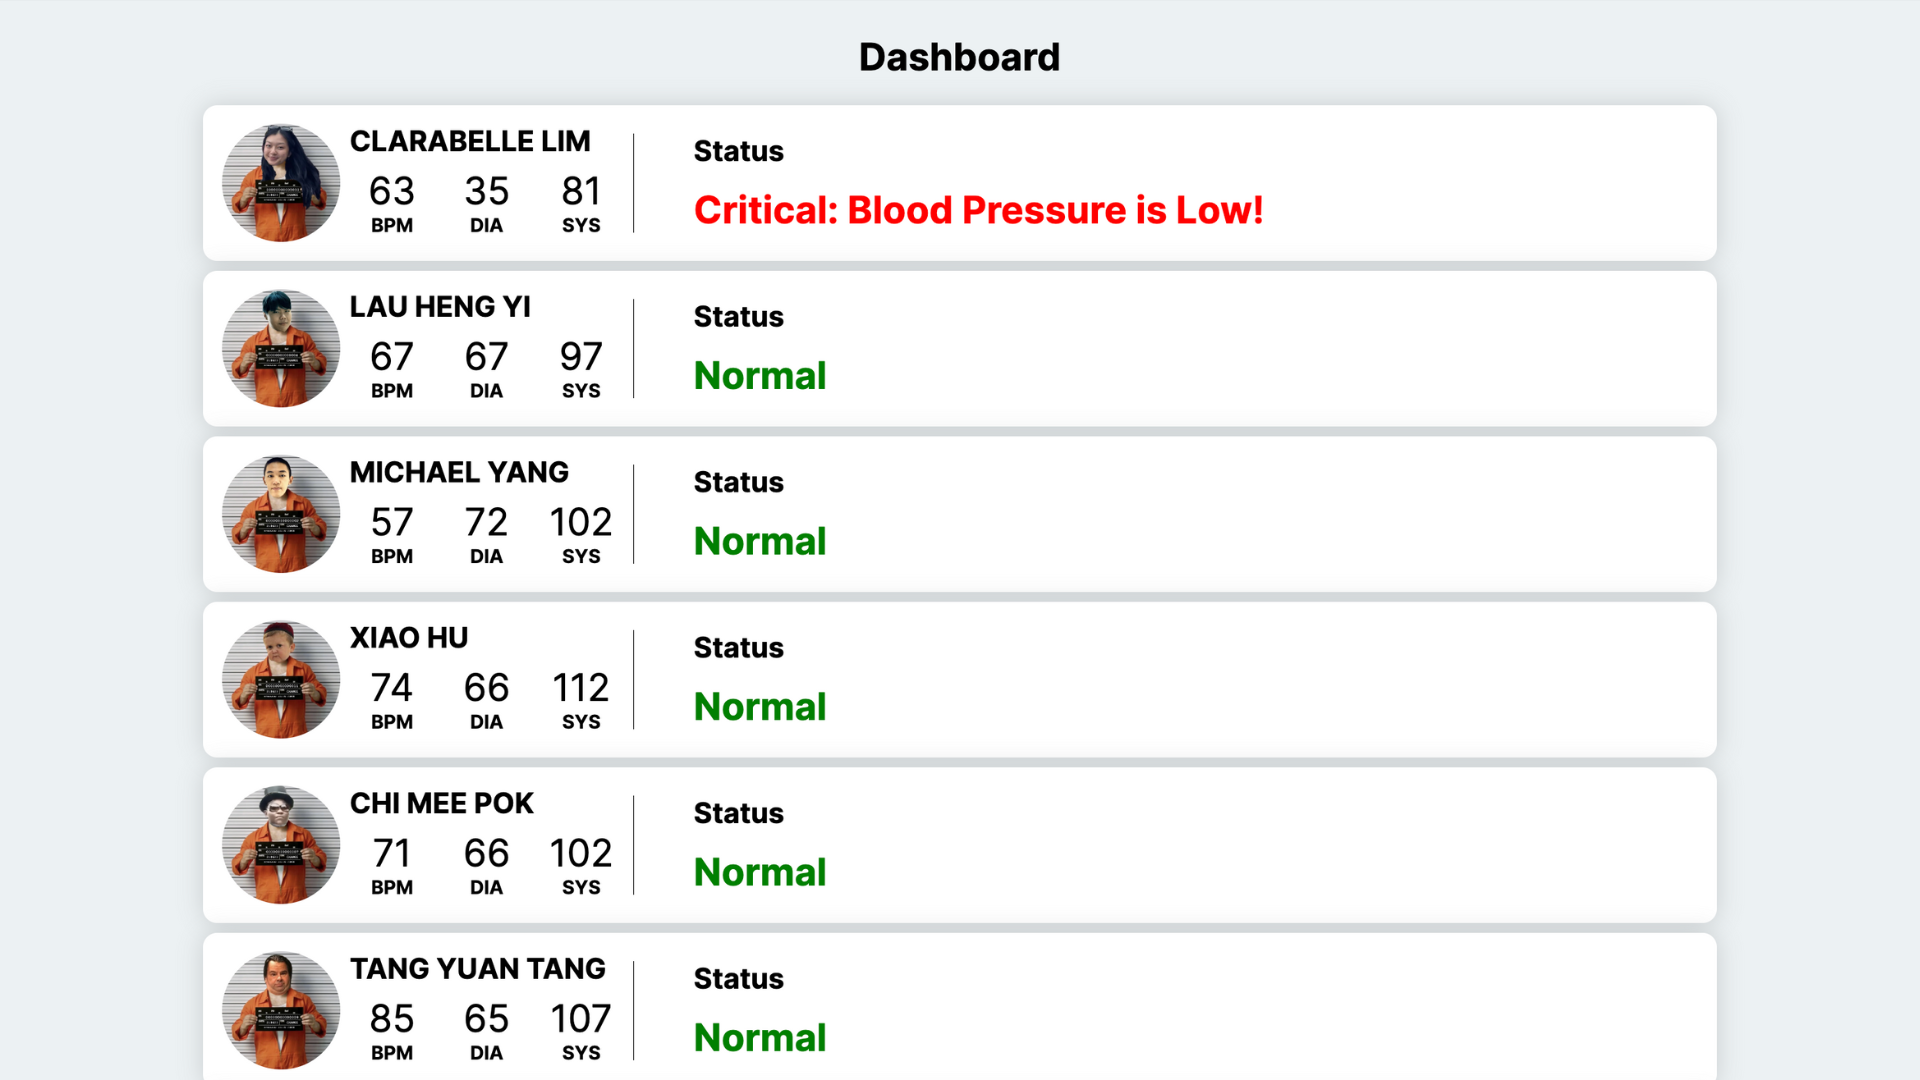 Dashboard
CLARABELLE LIM
63 35 81
BPM DIA SYS
Status
Critical: Blood Pressure is Low!
LAU HENG YI
67 67 97
BPM DIA SYS
Status
Normal
MICHAEL YANG
57 72 102
BPM DIA SYS
Status
Normal
XIAO HU
74 66 112
BPM DIA SYS
Status
Normal
CHI MEE POK
71 66 102
BPM DIA SYS
Status
Normal
TANG YUAN TANG
85 65 107
BPM DIA SYS
Status
Normal